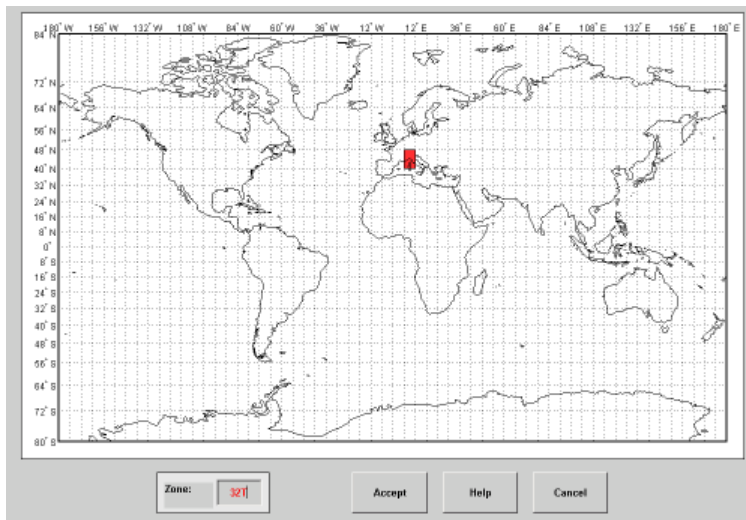 180° W 156° W 132° W 108° W 84° W 60° W 36° W 12° W 12° E 36° E 60° E 84° E 108° E 132° E 156° E 180° E
84° N
72° N
64° N
56° N
48° N
40° N
32° N
24° N
16° N
8° N
0°
8° S
16° S
24° S
32° S
40° S
48° S
56° S
64° S
72° S
80° S
Zone: 32T Accept Help Cancel